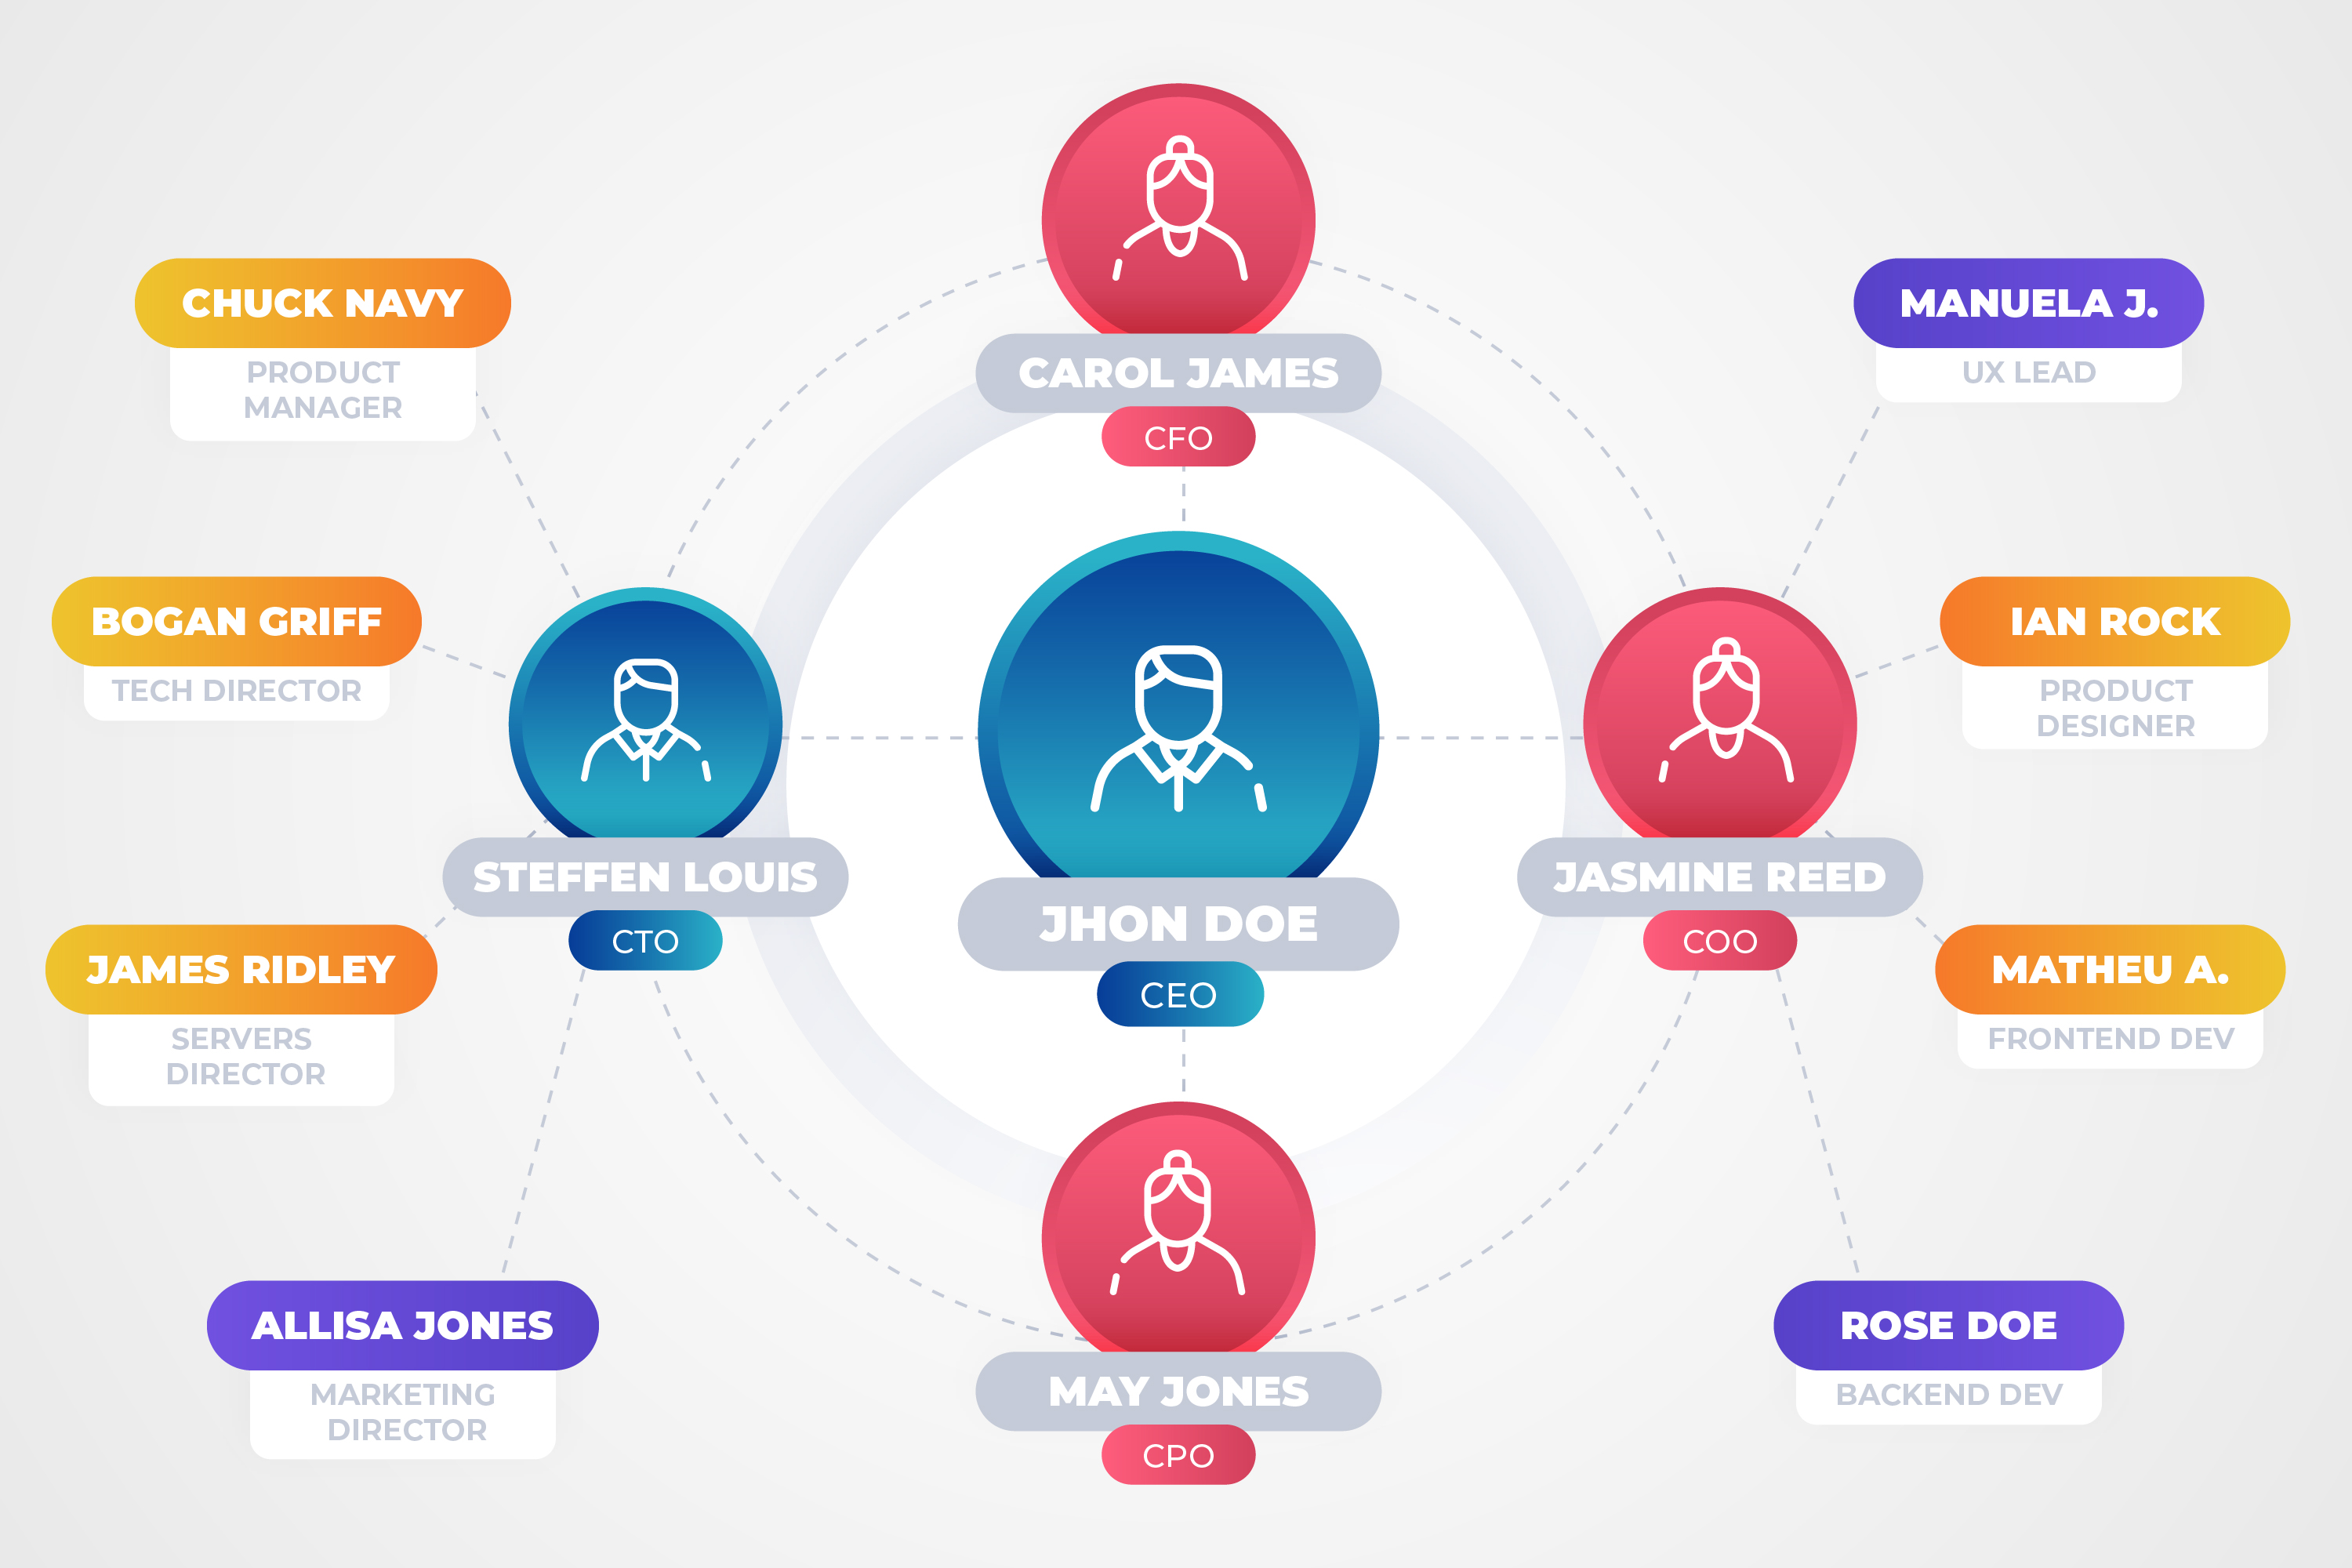 CAROL JAMES
CFO
CHUCK NAVY
PRODUCT
MANAGER
BOGAN GRIFF
TECH DIRECTOR
JAMES RIDLEY
SERVERS
DIRECTOR
ALLISA JONES
MARKETING
DIRECTOR
STEFFEN LOUIS
CTO
JHON DOE
CEO
JASMINE REED
COO
MAY JONES
CPO
MANUELA J.
UX LEAD
IAN ROCK
PRODUCT
DESIGNER
MATHEU A.
FRONTEND DEV
ROSE DOE
BACKEND DEV